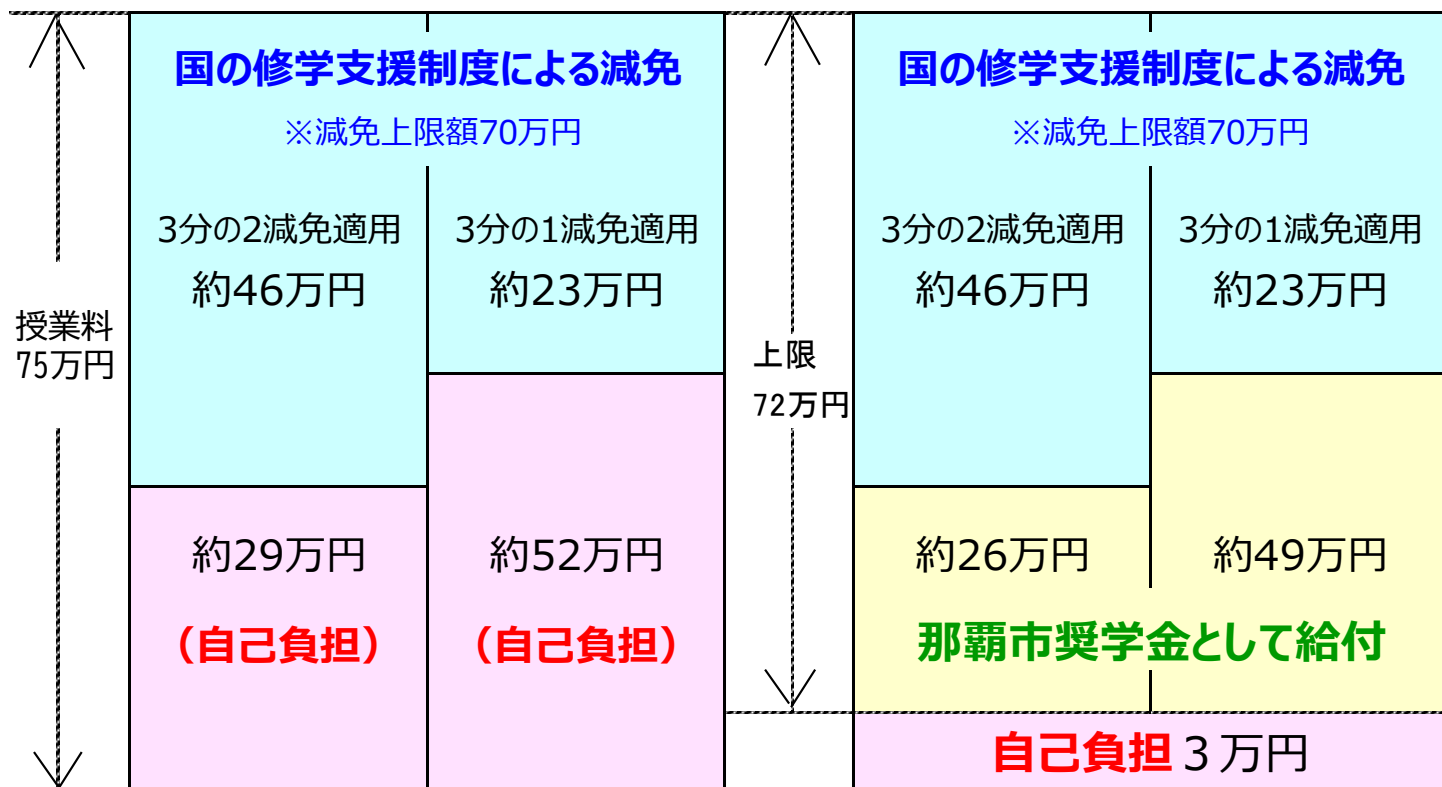 授業料
75万円
国の修学支援制度による減免
※減免上限額70万円
3分の2減免適用
約46万円
3分の1減免適用
約23万円
約29万円
(自己負担)
約52万円
(自己負担)
上限
72万円
国の修学支援制度による減免
※減免上限額70万円
3分の2減免適用
約46万円
3分の1減免適用
約23万円
約26万円
約49万円
那覇市奨学金として給付
自己負担３万円